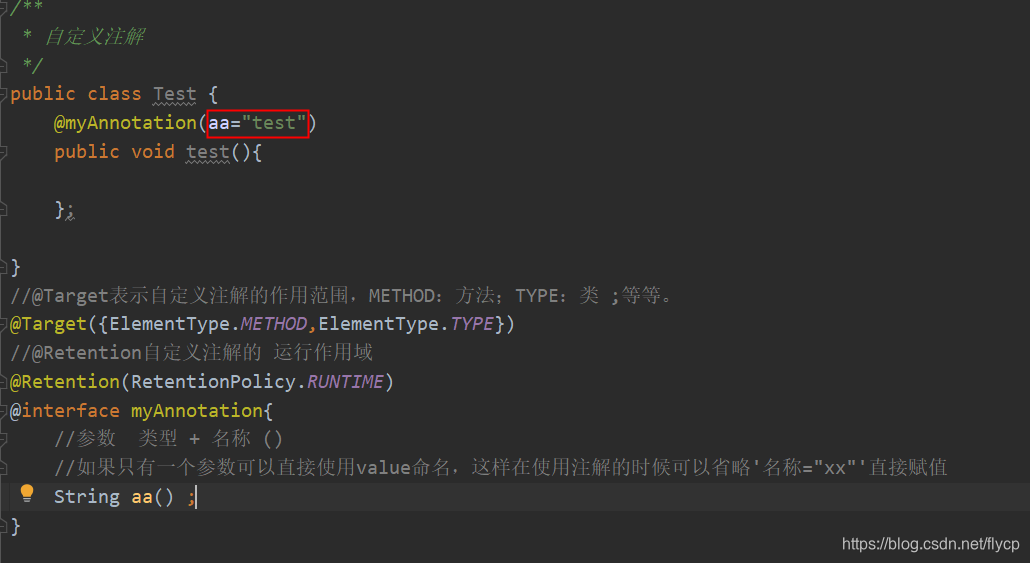 /**
 * 自定义注解
 */
public class Test {
    @myAnnotation(aa="test")
    public void test(){
    };
}
//@Target表示自定义注解的作用范围，METHOD：方法；TYPE：类 ;等等。
@Target({ElementType.METHOD,ElementType.TYPE})
//@Retention自定义注解的 运行作用域
@Retention(RetentionPolicy.RUNTIME)
@interface myAnnotation{
    //参数  类型 + 名称 ()
    //如果只有一个参数可以直接使用value命名，这样在使用注解的时候可以省略'名称="xx"'直接赋值
    String aa() ;
}
https://blog.csdn.net/flycp